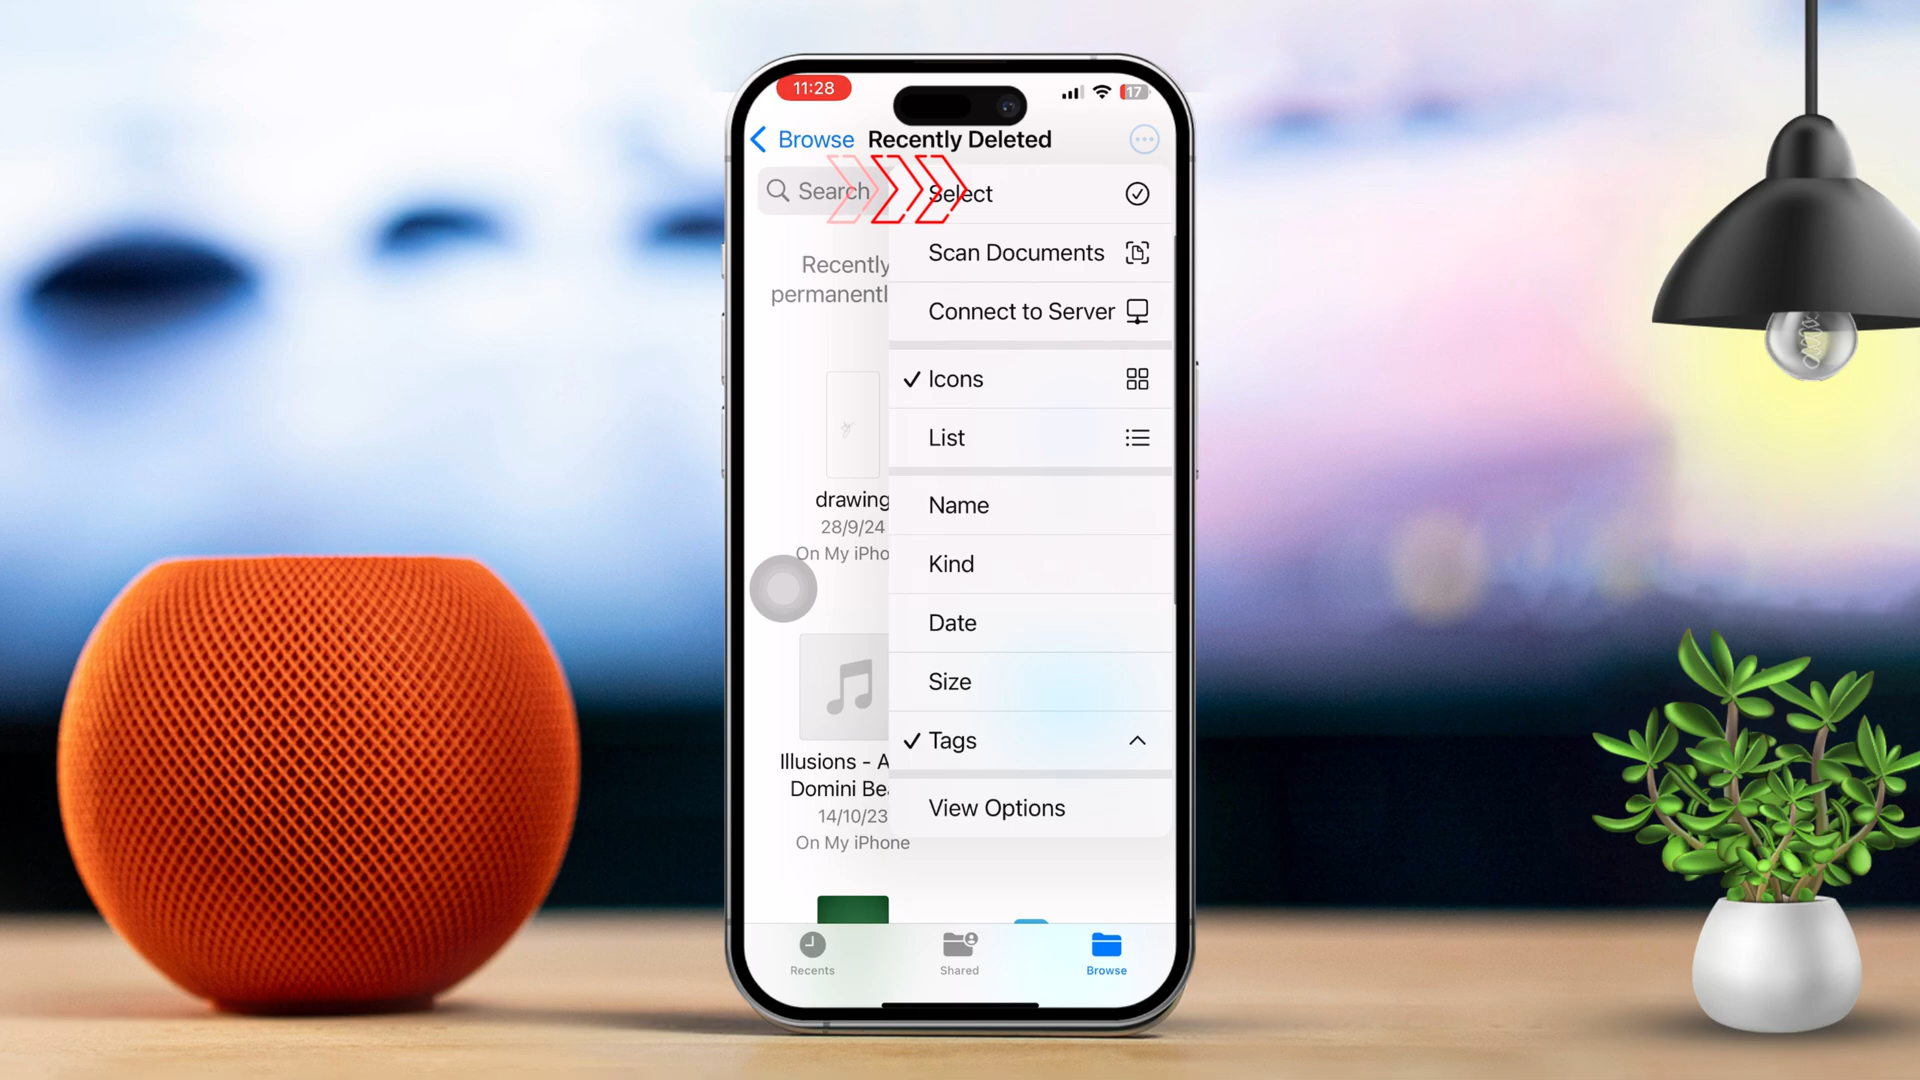 11:28
17
Browse Recently Deleted
Search
Select
Scan Documents
Recently
permanentl
Connect to Server
Icons
List
drawing
28/9/24
On My iPho
Name
Kind
Date
Size
Tags
Illusions - A
Domini Be
14/10/23
On My iPhone
View Options
Recents
Shared
Browse